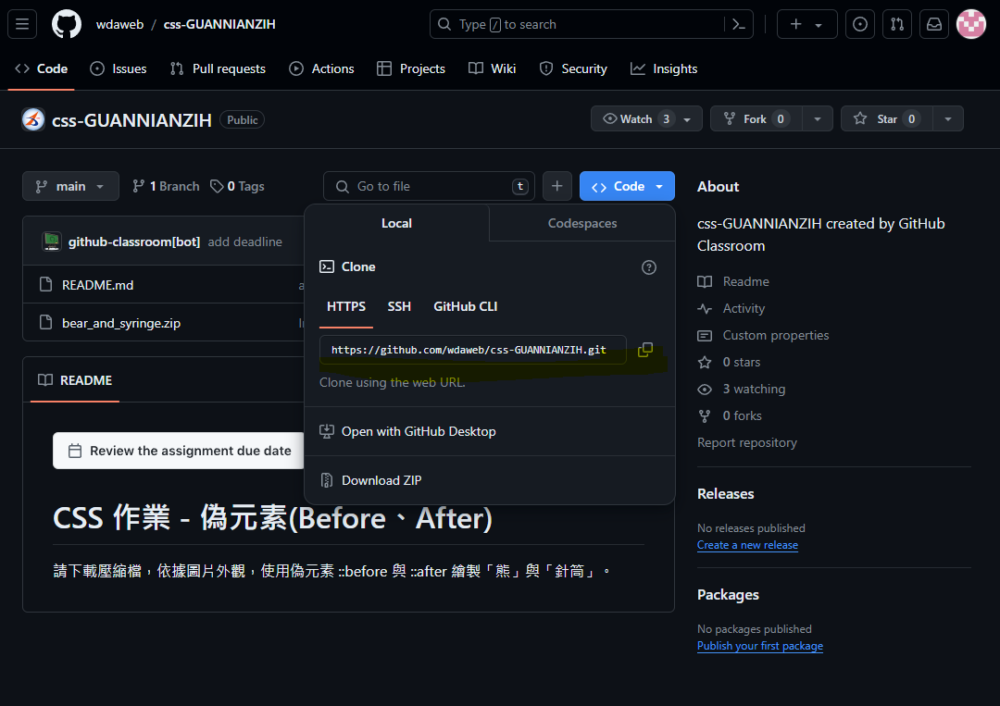 wdaweb / css-GUANNIANZIH
Type / to search
Code Issues Pull requests Actions Projects Wiki Security Insights
css-GUANNIANZIH Public
Watch 3 Fork 0 Star 0
main 1 Branch 0 Tags
Go to file t
Code
Local Codespaces
github-classroom[bot] add deadline
README.md
bear_and_syringe.zip
Clone
HTTPS SSH GitHub CLI
https://github.com/wdaweb/css-GUANNIANZIH.git
Clone using the web URL.
Open with GitHub Desktop
Download ZIP
README
Review the assignment due date
CSS 作業 - 偽元素(Before、After)
請下載壓縮檔，依據圖片外觀，使用偽元素 ::before 與 ::after 繪製「熊」與「針筒」。
About
css-GUANNIANZIH created by GitHub
Classroom
Readme
Activity
Custom properties
0 stars
3 watching
0 forks
Report repository
Releases
No releases published
Create a new release
Packages
No packages published
Publish your first package